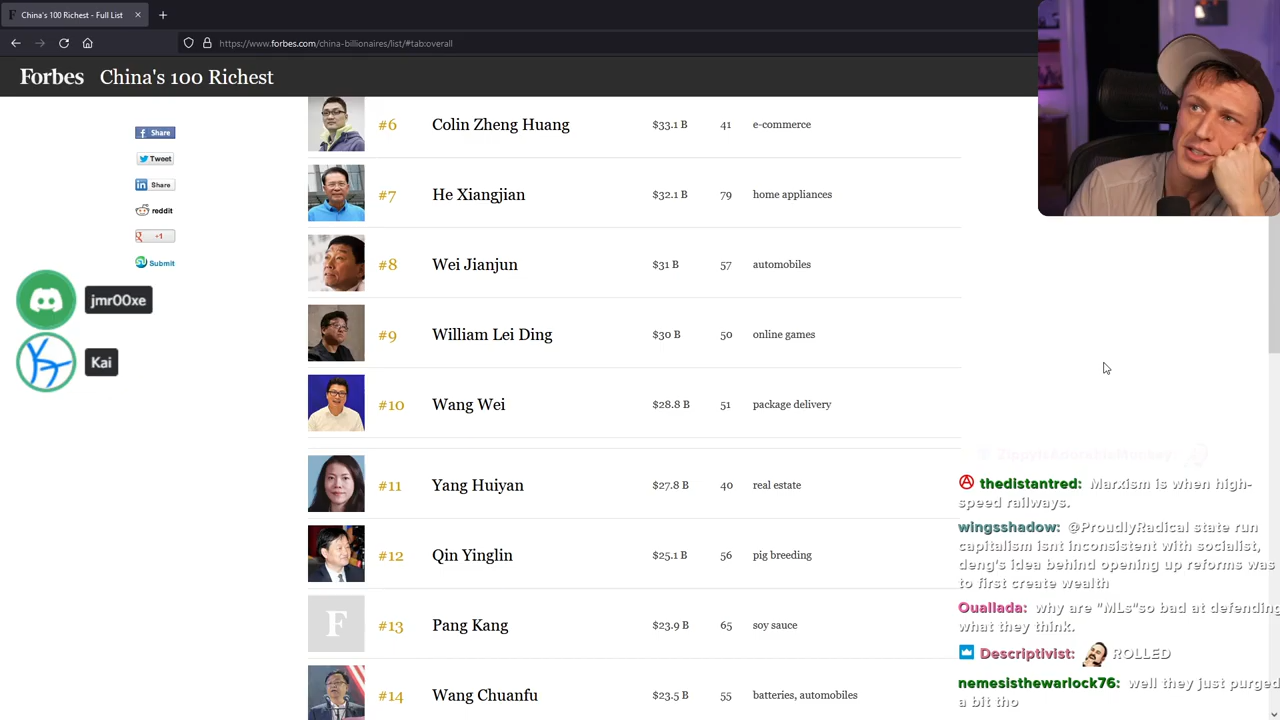 F China's 100 Richest - Full List
https://www.forbes.com/china-billionaires/list/#tab:overall
Forbes China's 100 Richest
Share
Tweet
Share
reddit
+1
Submit
jmr00xe
Kai
#6 Colin Zheng Huang $33.1 B 41 e-commerce
#7 He Xiangjian $32.1 B 79 home appliances
#8 Wei Jianjun $31 B 57 automobiles
#9 William Lei Ding $30 B 50 online games
#10 Wang Wei $28.8 B 51 package delivery
#11 Yang Huiyan $27.8 B 40 real estate
#12 Qin Yinglin $25.1 B 56 pig breeding
F #13 Pang Kang $23.9 B 65 soy sauce
#14 Wang Chuanfu $23.5 B 55 batteries, automobiles
thedistantred: Marxism is when high-
speed railways.
wingsshadow: @ProudlyRadical state run
capitalism isnt inconsistent with socialist,
deng's idea behind opening up reforms was
to first create wealth
Ouallada: why are "MLs"so bad at defending
what they think.
Descriptivist: ROLLED
nemesisthewarlock76: well they just purged
a bit tho